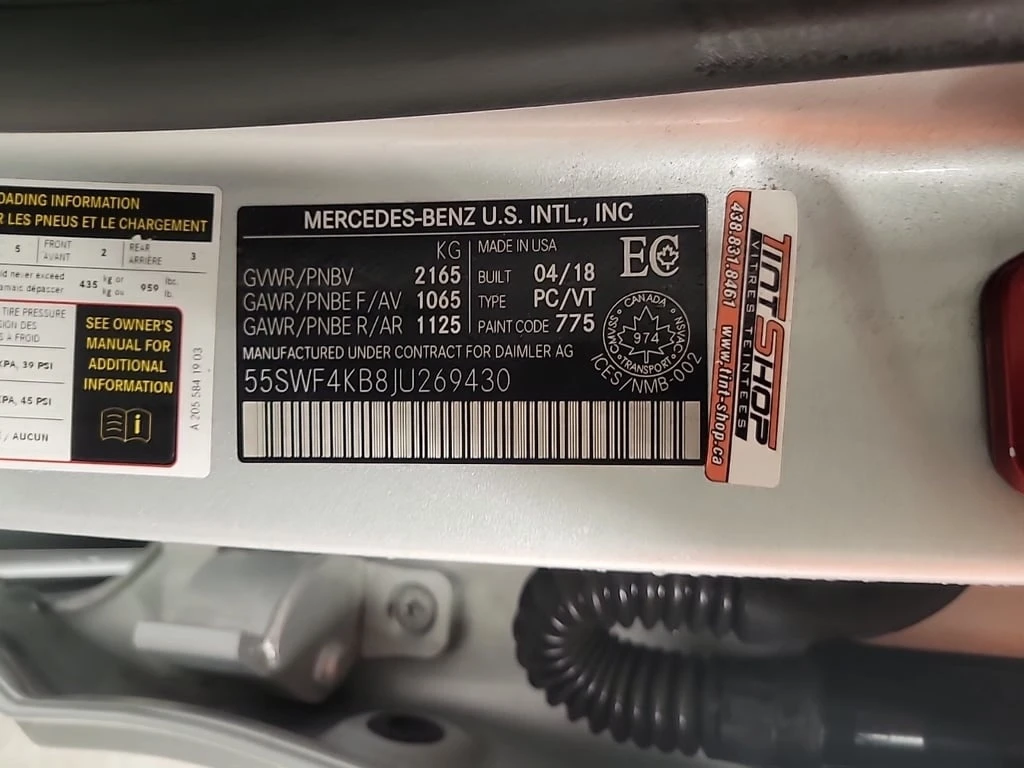 OADING INFORMATION
R LES PNEUS ET LE CHARGEMENT
5 FRONT AVANT 2 REAR ARRIÈRE 3
ld never exceed
amais dépasser 435 kg or kg ou 959 lbs. lb.
TIRE PRESSURE
SION DES
S A FROID
KPA, 39 PSI
KPA, 45 PSI
/ AUCUN
SEE OWNER'S
MANUAL FOR
ADDITIONAL
INFORMATION
i
A 205 584 19 03
MERCEDES-BENZ U.S. INTL., INC
KG
GVWR/PNBV 2165
GAWR/PNBE F/AV 1065
GAWR/PNBE R/AR 1125
MADE IN USA
BUILT 04/18
TYPE PC/VT
PAINT CODE 775
EC
CANADA
CMVSS NSVAC
974
TRANSPORT
ICES/NMB-002
MANUFACTURED UNDER CONTRACT FOR DAIMLER AG
55SWF4KB8JU269430
TINT SHOP
VITRES TEINTEES
438.831.8461 www.tint-shop.ca